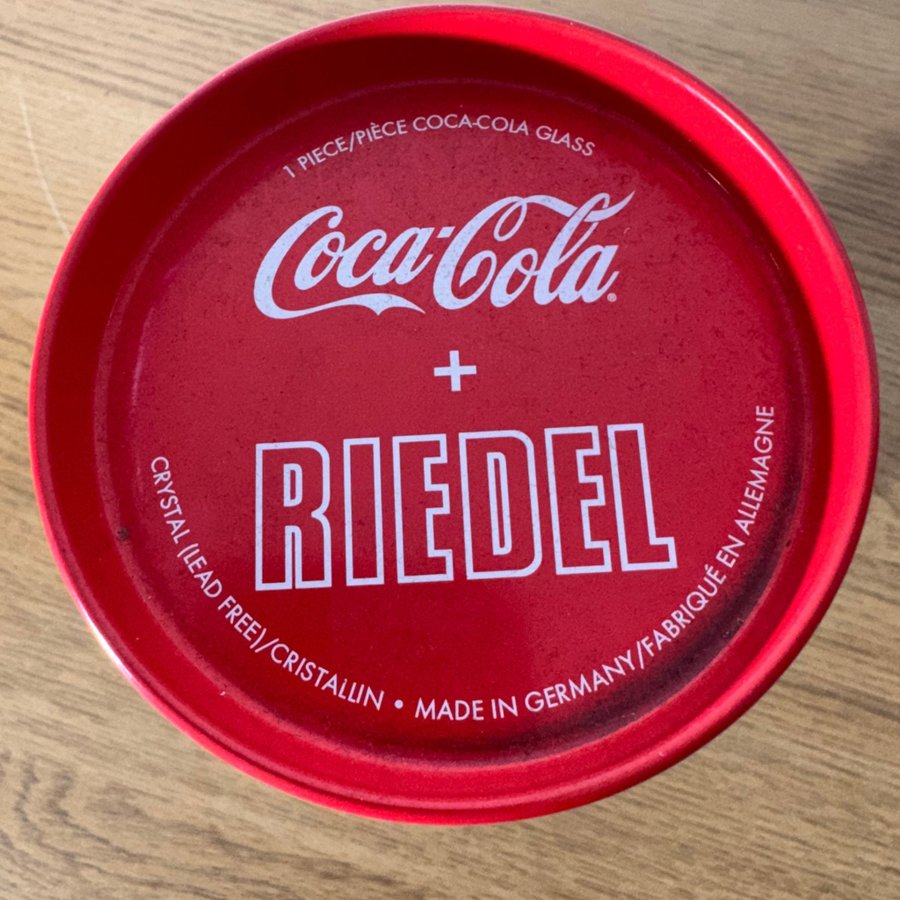 1 PIECE/PIÈCE COCA-COLA GLASS
Coca-Cola®
+
RIEDEL
CRYSTAL (LEAD FREE)/CRISTALLIN • MADE IN GERMANY/FABRIQUÉ EN ALLEMAGNE